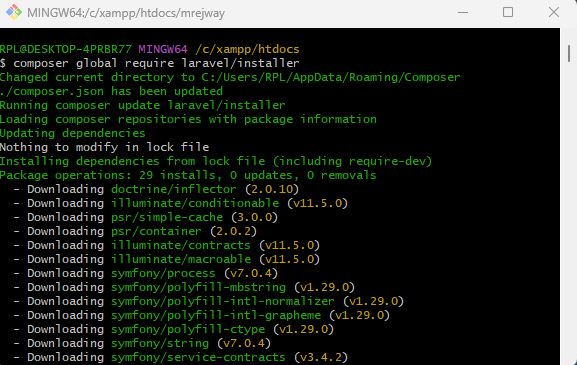 MINGW64:/c/xampp/htdocs/mrejway
RPL@DESKTOP-4PRBR77 MINGW64 /c/xampp/htdocs
$ composer global require laravel/installer
Changed current directory to C:/Users/RPL/AppData/Roaming/Composer
./composer.json has been updated
Running composer update laravel/installer
Loading composer repositories with package information
Updating dependencies
Nothing to modify in lock file
Installing dependencies from lock file (including require-dev)
Package operations: 29 installs, 0 updates, 0 removals
- Downloading doctrine/inflector (2.0.10)
- Downloading illuminate/conditionable (v11.5.0)
- Downloading psr/simple-cache (3.0.0)
- Downloading psr/container (2.0.2)
- Downloading illuminate/contracts (v11.5.0)
- Downloading illuminate/macroable (v11.5.0)
- Downloading symfony/process (v7.0.4)
- Downloading symfony/polyfill-mbstring (v1.29.0)
- Downloading symfony/polyfill-intl-normalizer (v1.29.0)
- Downloading symfony/polyfill-intl-grapheme (v1.29.0)
- Downloading symfony/polyfill-ctype (v1.29.0)
- Downloading symfony/string (v7.0.4)
- Downloading symfony/service-contracts (v3.4.2)